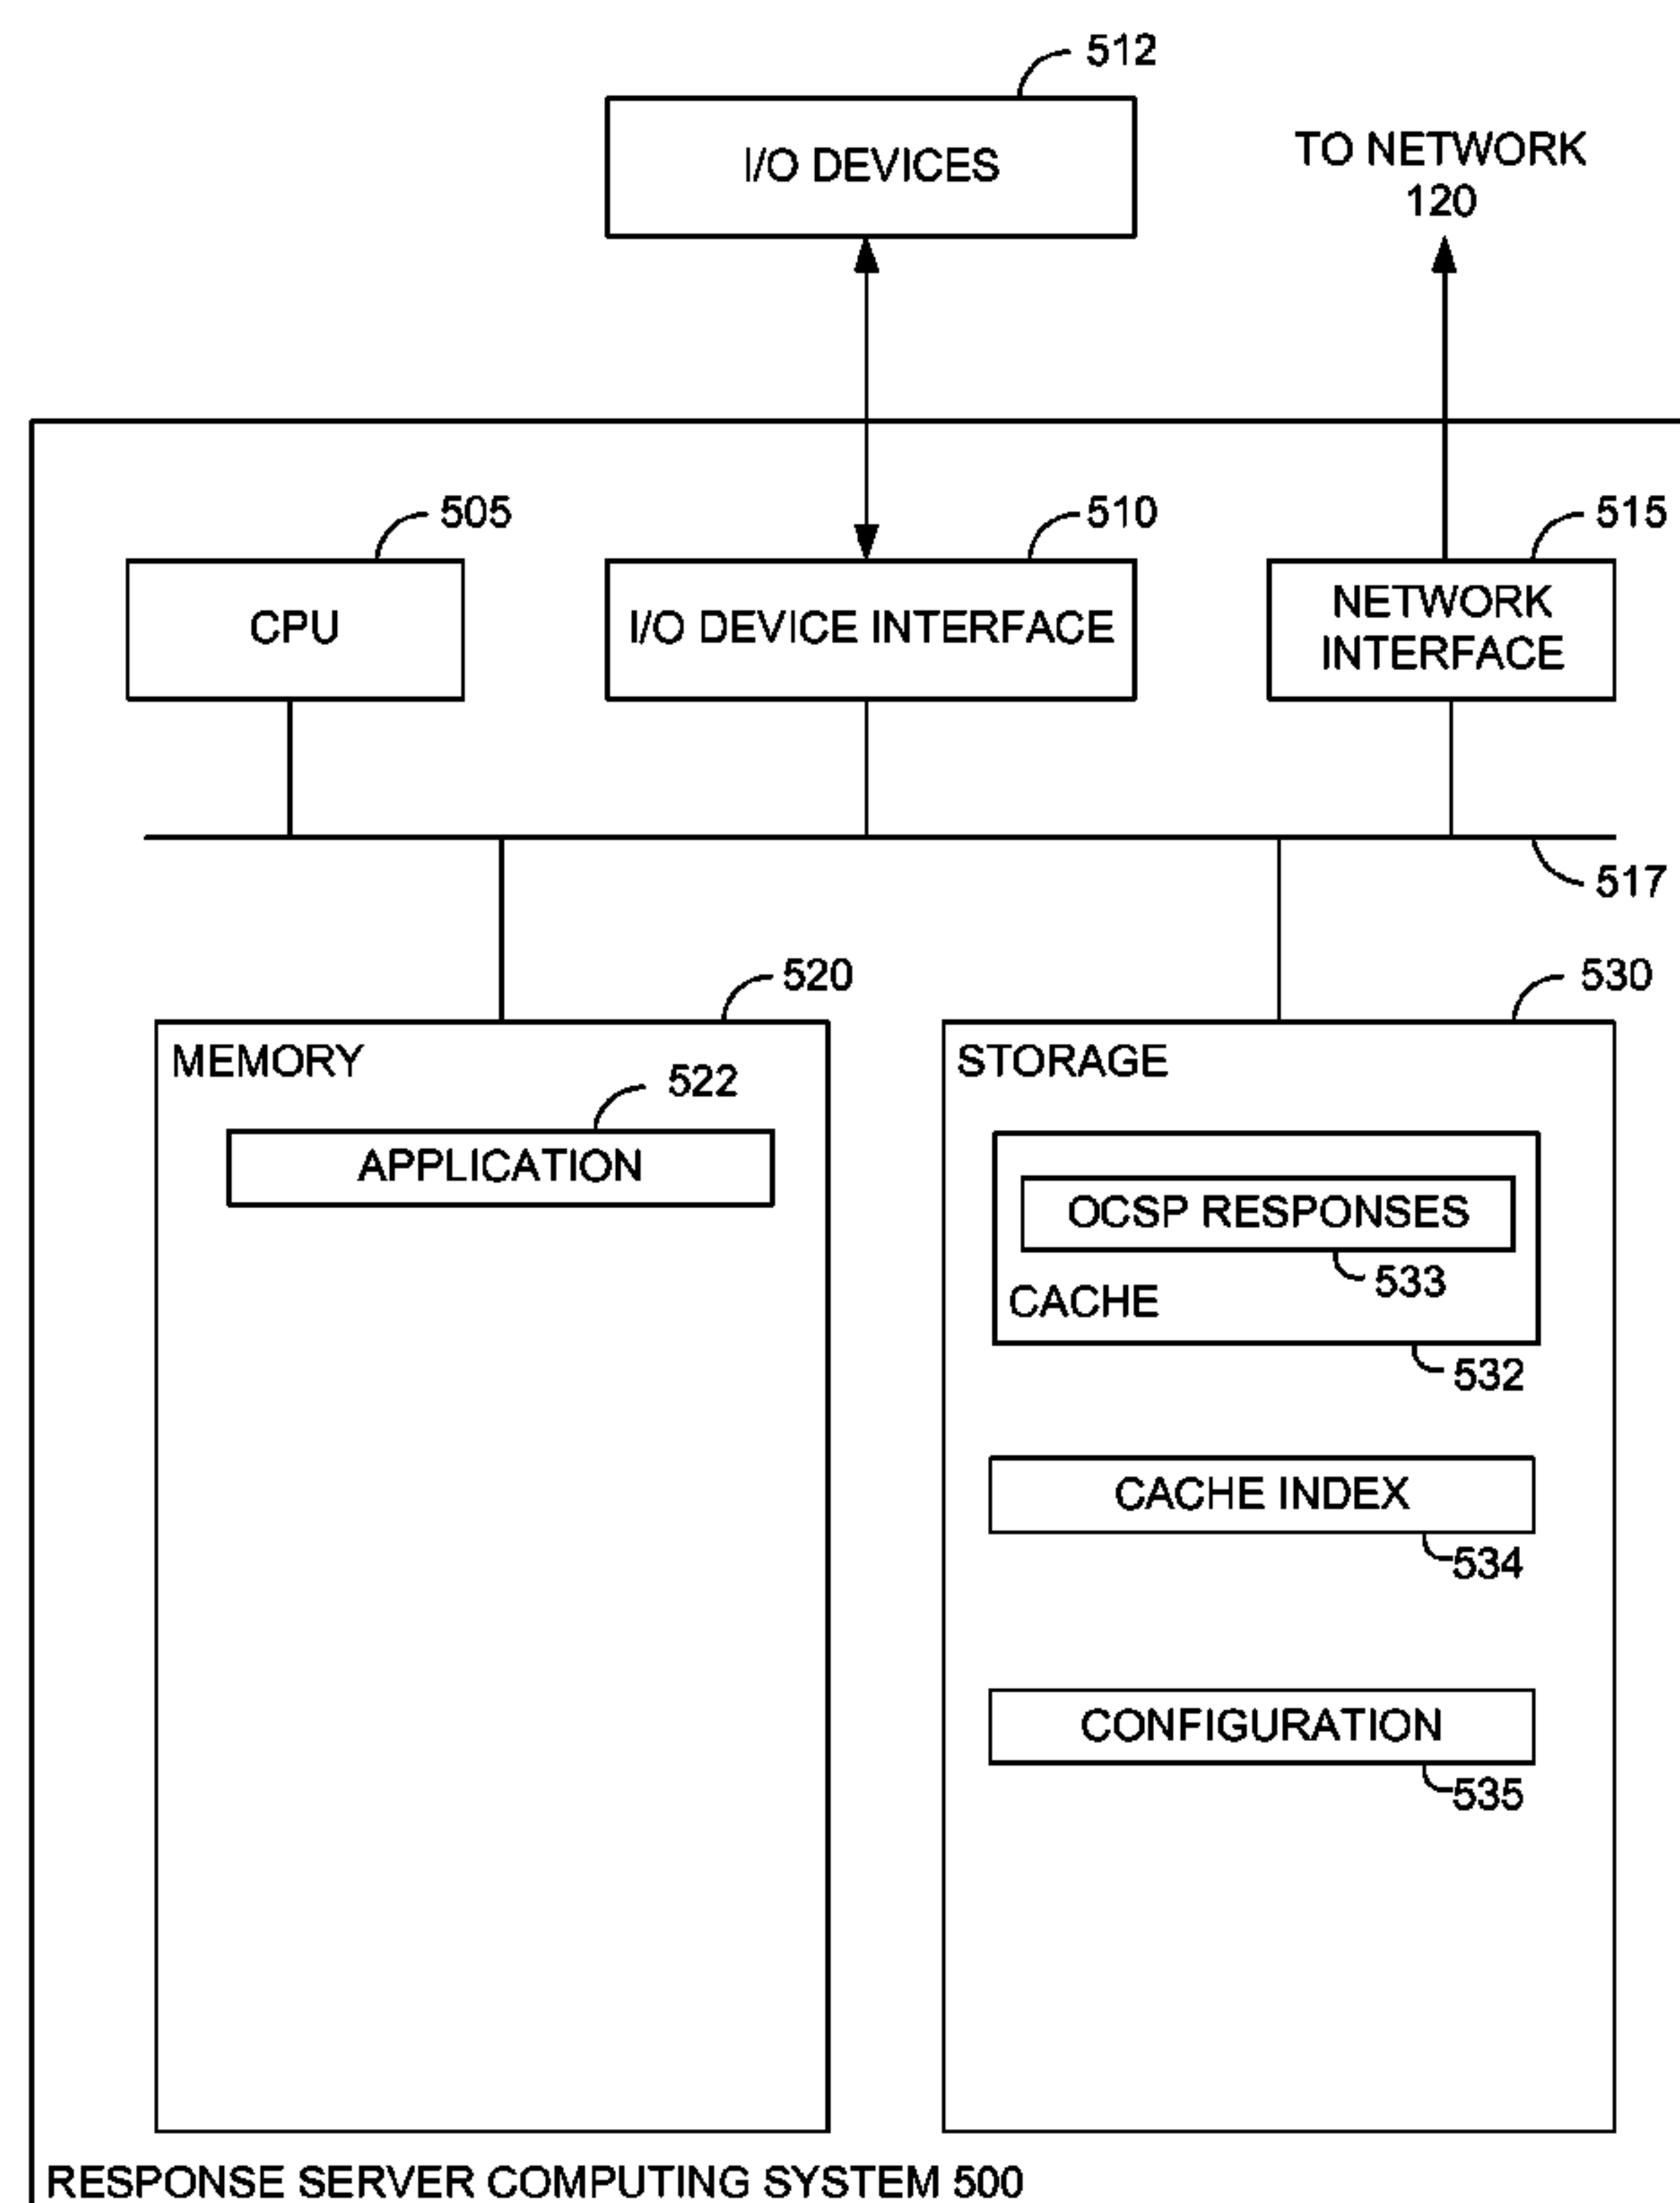 512
I/O DEVICES
TO NETWORK
120
505
510
515
CPU
I/O DEVICE INTERFACE
NETWORK
INTERFACE
517
520
530
MEMORY
522
APPLICATION
STORAGE
OCSP RESPONSES
533
CACHE
532
CACHE INDEX
534
CONFIGURATION
535
RESPONSE SERVER COMPUTING SYSTEM 500